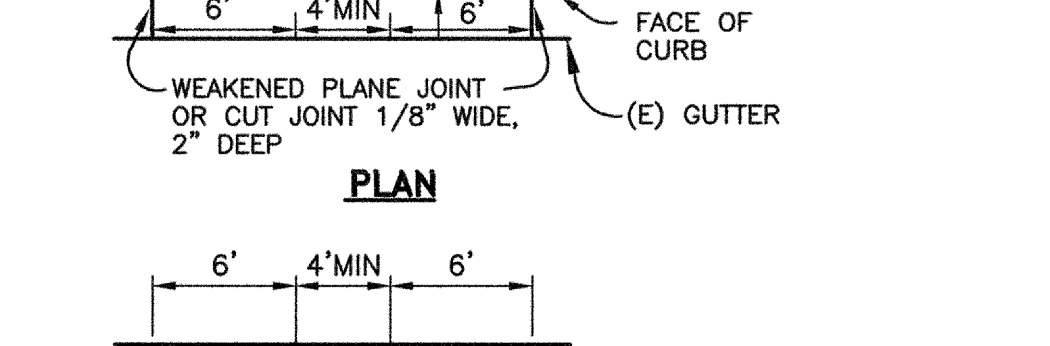 6' 4'MIN 6'
FACE OF
CURB
WEAKENED PLANE JOINT
OR CUT JOINT 1/8" WIDE,
2" DEEP
(E) GUTTER
PLAN
6' 4'MIN 6'